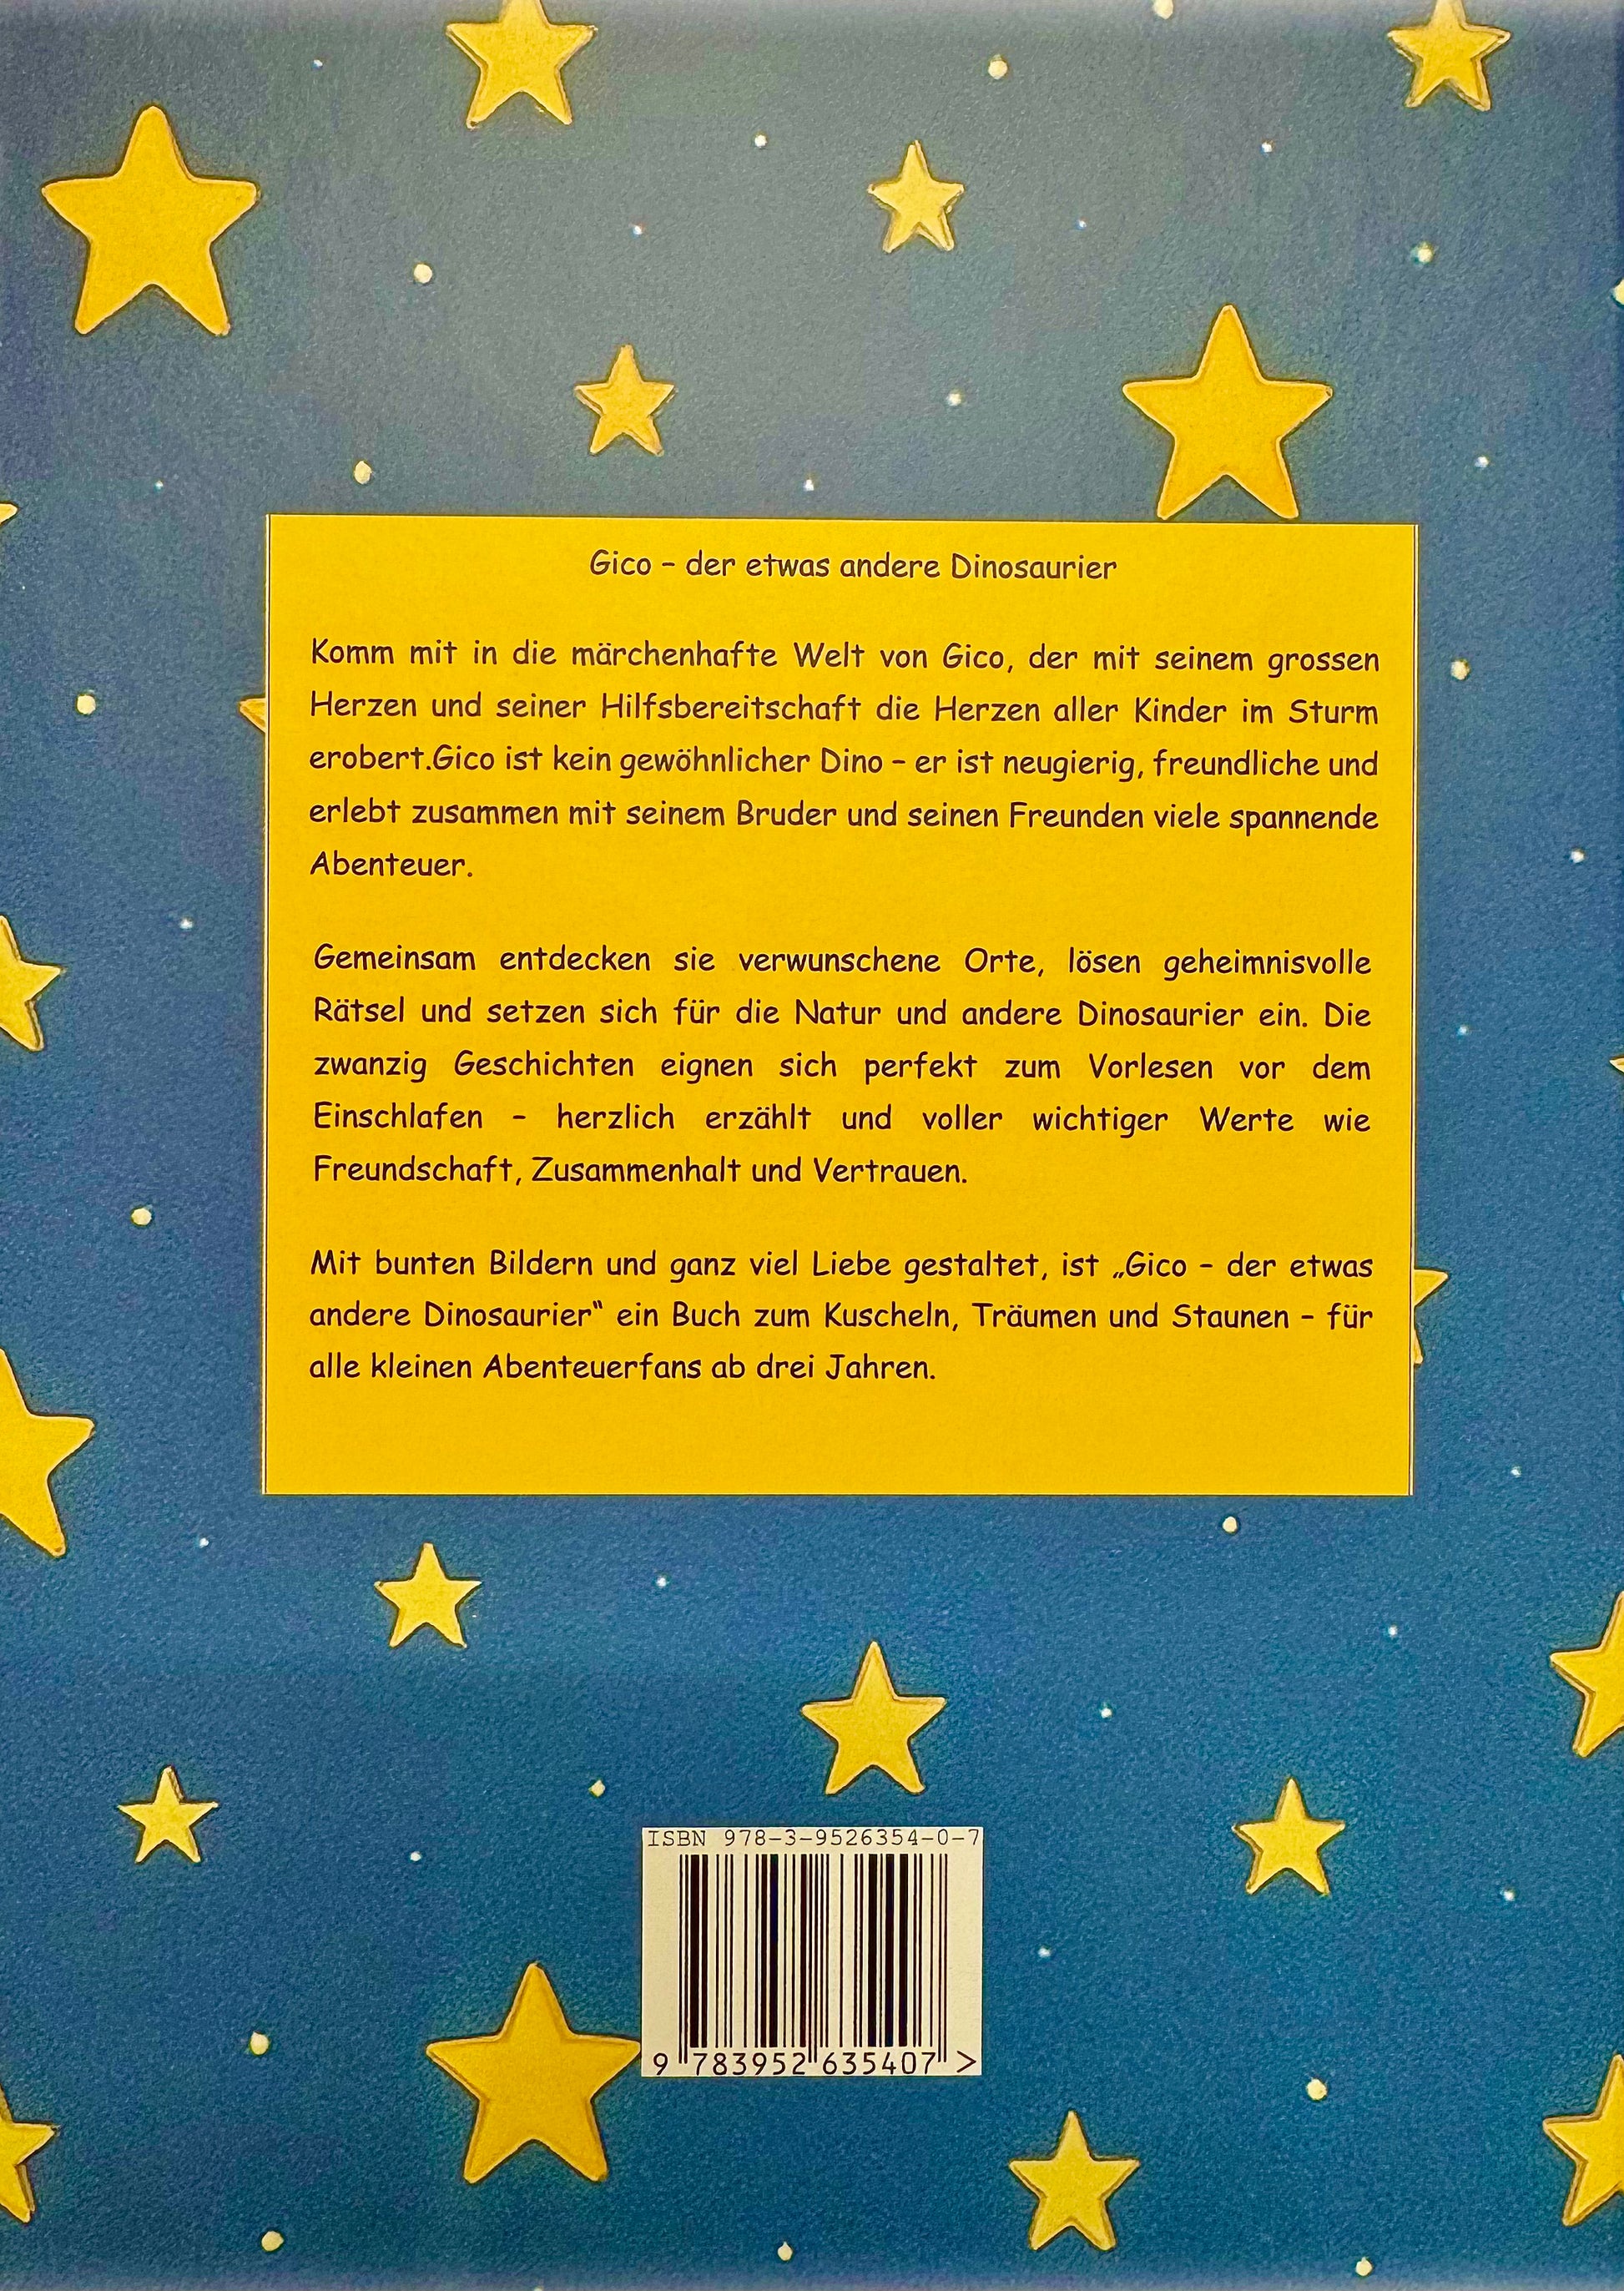 Gico – der etwas andere Dinosaurier
Komm mit in die märchenhafte Welt von Gico, der mit seinem grossen
Herzen und seiner Hilfsbereitschaft die Herzen aller Kinder im Sturm
erobert.Gico ist kein gewöhnlicher Dino – er ist neugierig, freundliche und
erlebt zusammen mit seinem Bruder und seinen Freunden viele spannende
Abenteuer.
Gemeinsam entdecken sie verwunschene Orte, lösen geheimnisvolle
Rätsel und setzen sich für die Natur und andere Dinosaurier ein. Die
zwanzig Geschichten eignen sich perfekt zum Vorlesen vor dem
Einschlafen – herzlich erzählt und voller wichtiger Werte wie
Freundschaft, Zusammenhalt und Vertrauen.
Mit bunten Bildern und ganz viel Liebe gestaltet, ist „Gico – der etwas
andere Dinosaurier“ ein Buch zum Kuscheln, Träumen und Staunen – für
alle kleinen Abenteuerfans ab drei Jahren.
ISBN 978-3-9526354-0-7
9 783952 635407 >